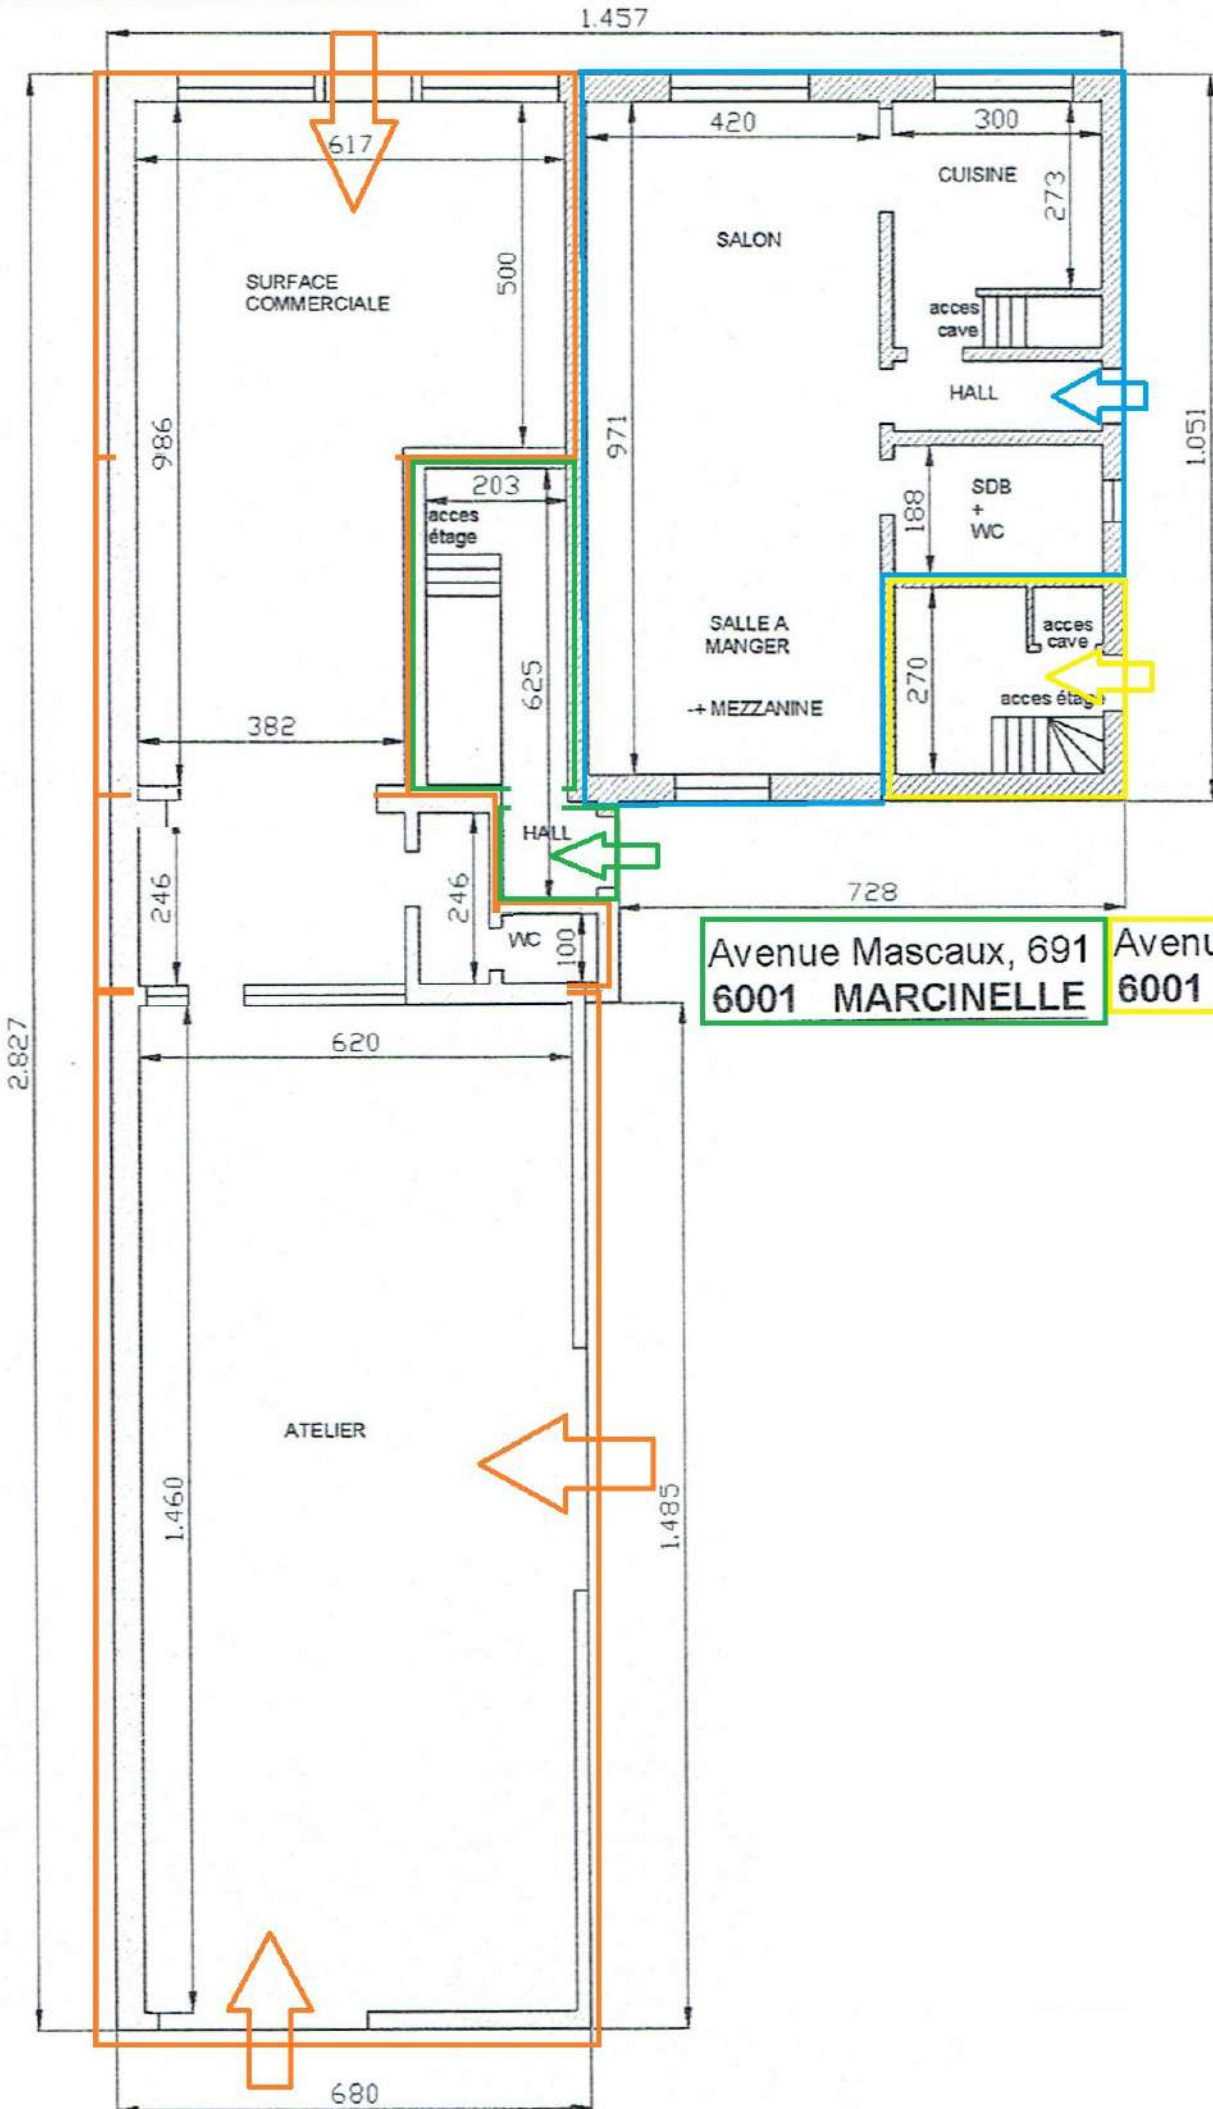 1.457
617
420
300
CUISINE
273
SALON
SURFACE
COMMERCIALE
500
acces
cave
HALL
986
971
1.051
203
acces
étage
188
SDB
+
WC
SALLE A
MANGER
acces
cave
625
270
-+ MEZZANINE
acces étage
382
HALL
246
246
728
WC
100
Avenue Mascaux, 691
6001 MARCINELLE
Avenu
6001
2.827
620
ATELIER
1.460
1.485
680